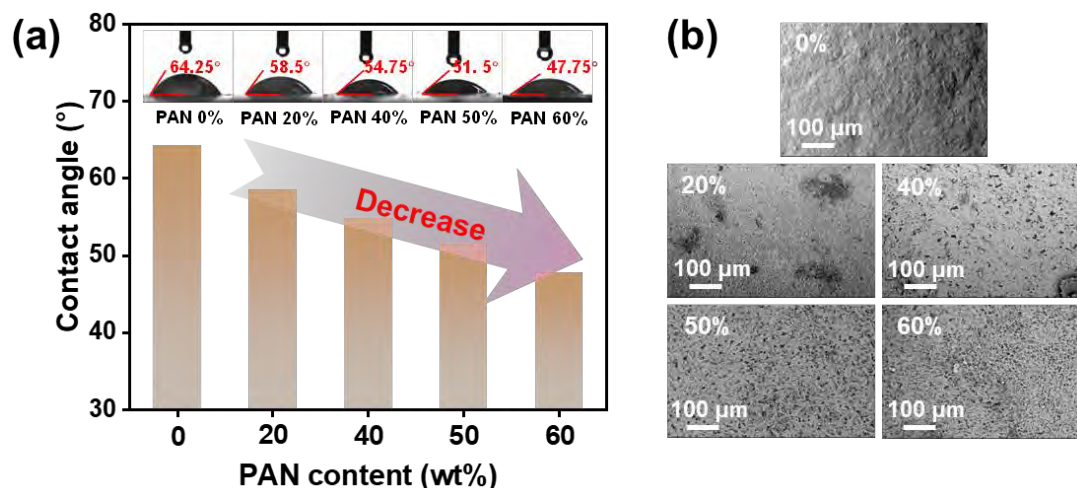 (a)
80
70
60
50
40
30
Contact angle (°)
64.25°
58.5°
54.75°
51. 5°
47.75°
PAN 0%
PAN 20%
PAN 40%
PAN 50%
PAN 60%
Decrease
0
20
40
50
60
PAN content (wt%)
(b)
0%
100 µm
20%
100 µm
40%
100 µm
50%
100 µm
60%
100 µm